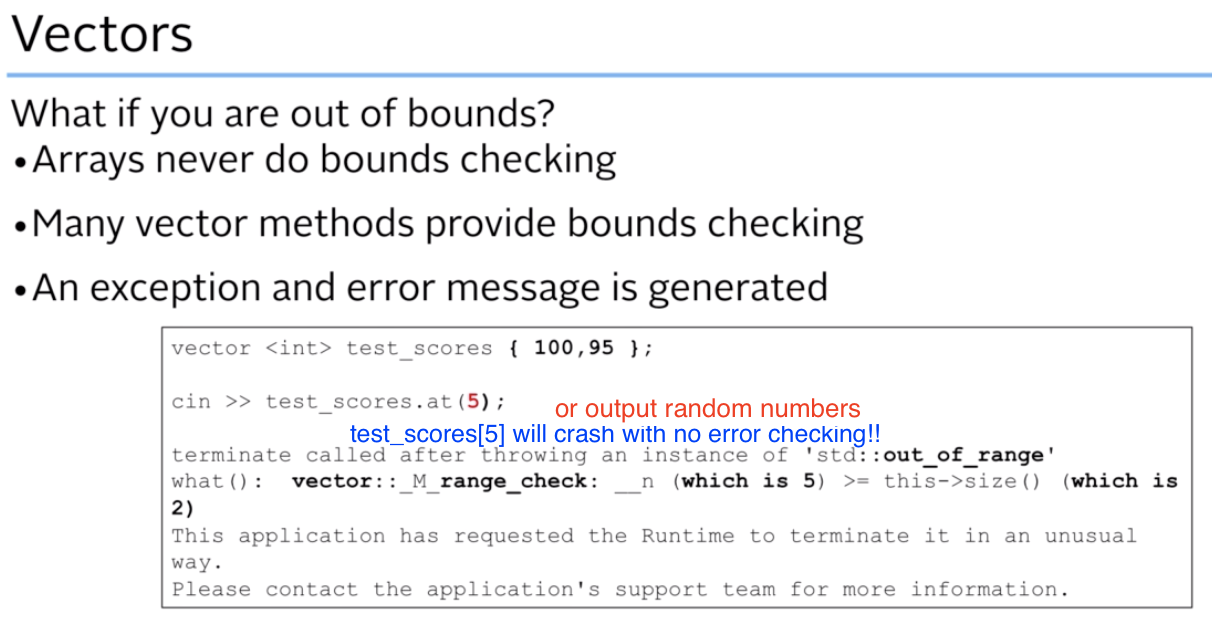 Vectors
What if you are out of bounds?
•Arrays never do bounds checking
•Many vector methods provide bounds checking
•An exception and error message is generated
vector <int> test_scores { 100,95 };
cin >> test_scores.at(5);
or output random numbers
test_scores[5] will crash with no error checking!!
terminate called after throwing an instance of 'std::out_of_range'
what():  vector::_M_range_check: __n (which is 5) >= this->size() (which is
2)
This application has requested the Runtime to terminate it in an unusual
way.
Please contact the application's support team for more information.